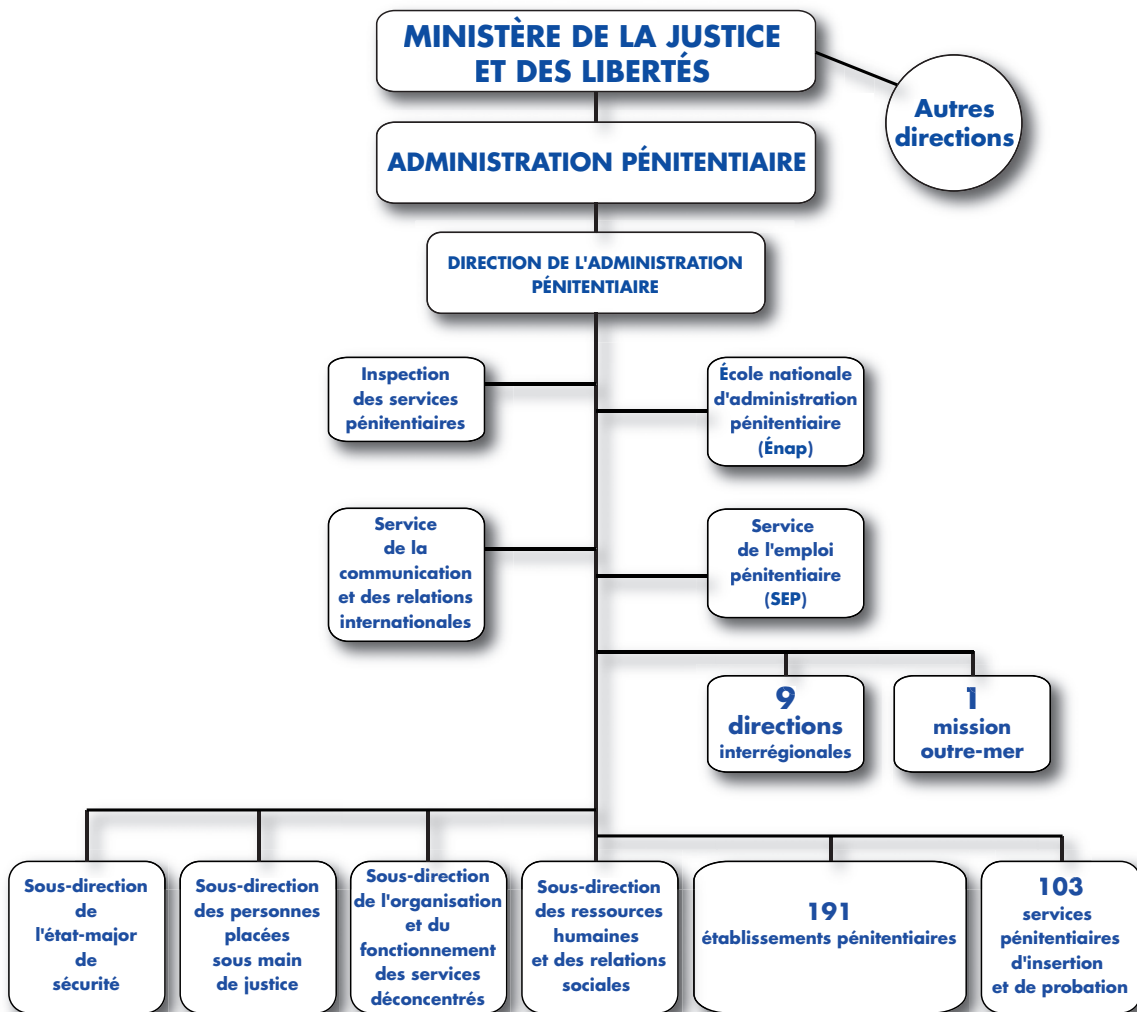 MINISTÈRE DE LA JUSTICE
ET DES LIBERTÉS
Autres
directions
ADMINISTRATION PÉNITENTIAIRE
DIRECTION DE L'ADMINISTRATION
PÉNITENTIAIRE
Inspection
des services
pénitentiaires
École nationale
d'administration
pénitentiaire
(Énap)
Service
de la
communication
et des relations
internationales
Service
de l'emploi
pénitentiaire
(SEP)
9
directions
interrégionales
1
mission
outre-mer
Sous-direction
de
l'état-major
de
sécurité
Sous-direction
des personnes
placées
sous main
de justice
Sous-direction
de l'organisation
et du
fonctionnement
des services
déconcentrés
Sous-direction
des ressources
humaines
et des relations
sociales
191
établissements pénitentiaires
103
services
pénitentiaires
d'insertion
et de probation